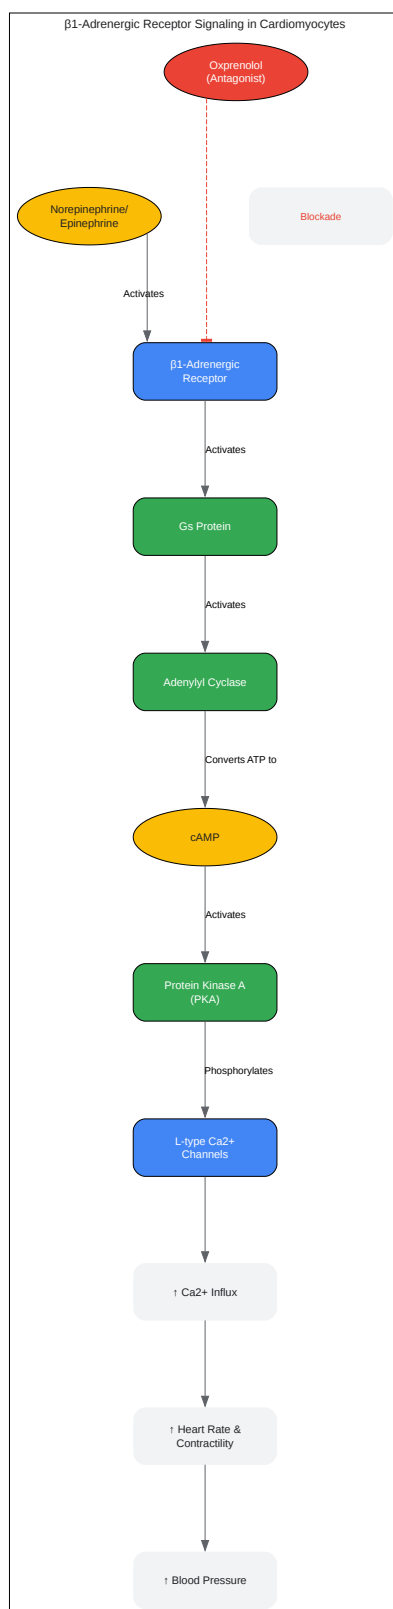 β1-Adrenergic Receptor Signaling in Cardiomyocytes
Oxprenolol
(Antagonist)
Norepinephrine/
Epinephrine
Blockade
Activates
β1-Adrenergic
Receptor
Activates
Gs Protein
Activates
Adenylyl Cyclase
Converts ATP to
cAMP
Activates
Protein Kinase A
(PKA)
Phosphorylates
L-type Ca2+
Channels
↑ Ca2+ Influx
↑ Heart Rate &
Contractility
↑ Blood Pressure